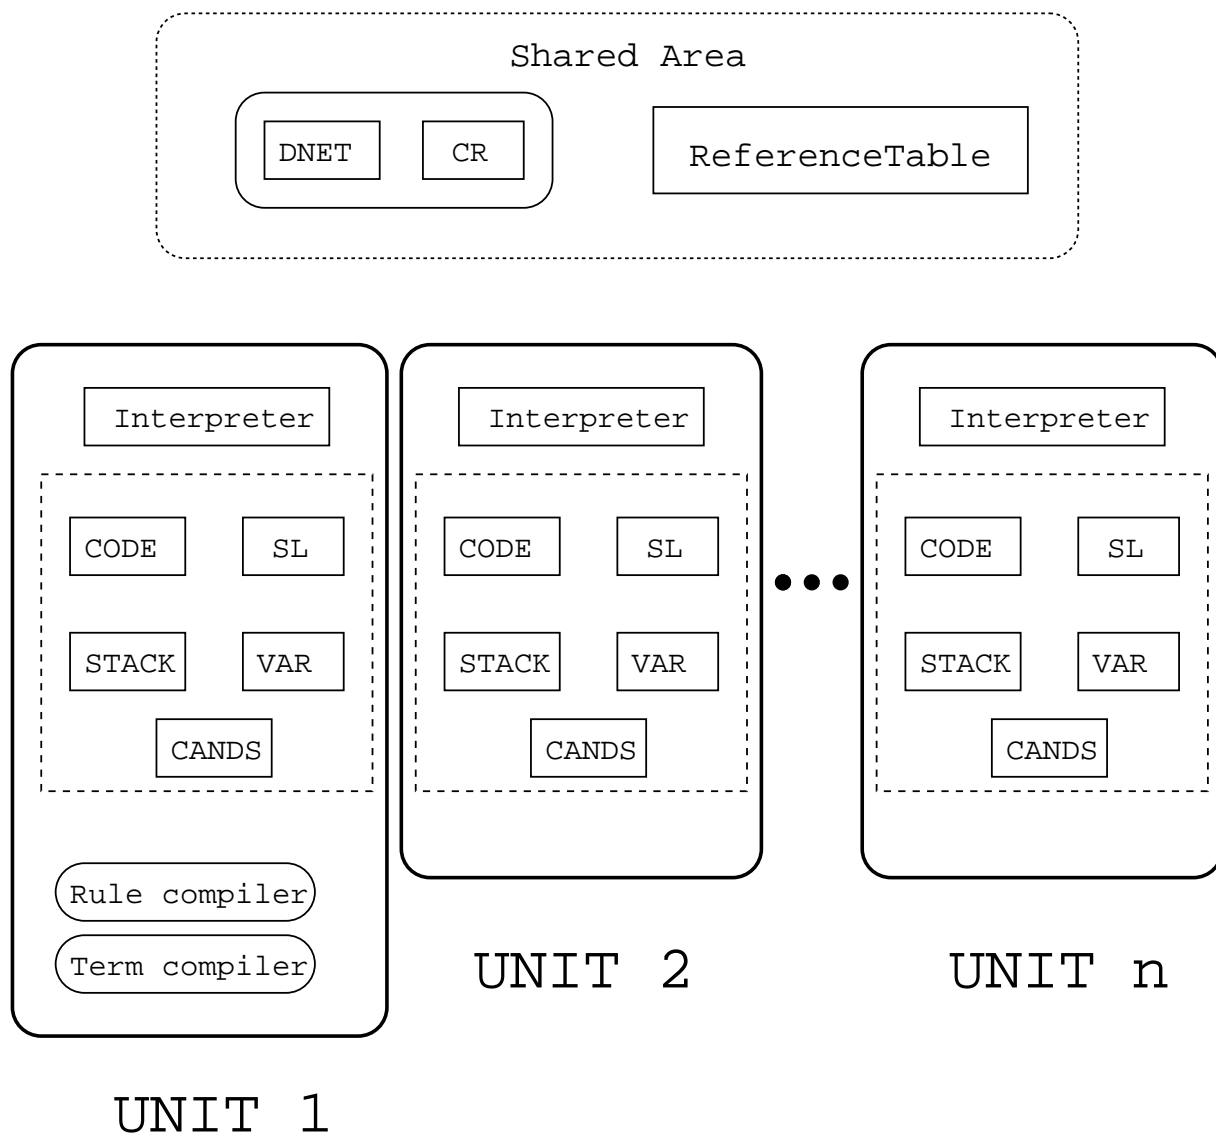 Shared Area
DNET
CR
ReferenceTable
Interpreter
CODE
SL
STACK
VAR
CANDS
Rule compiler
Term compiler
UNIT 1
Interpreter
CODE
SL
STACK
VAR
CANDS
UNIT 2
Interpreter
CODE
SL
STACK
VAR
CANDS
UNIT n